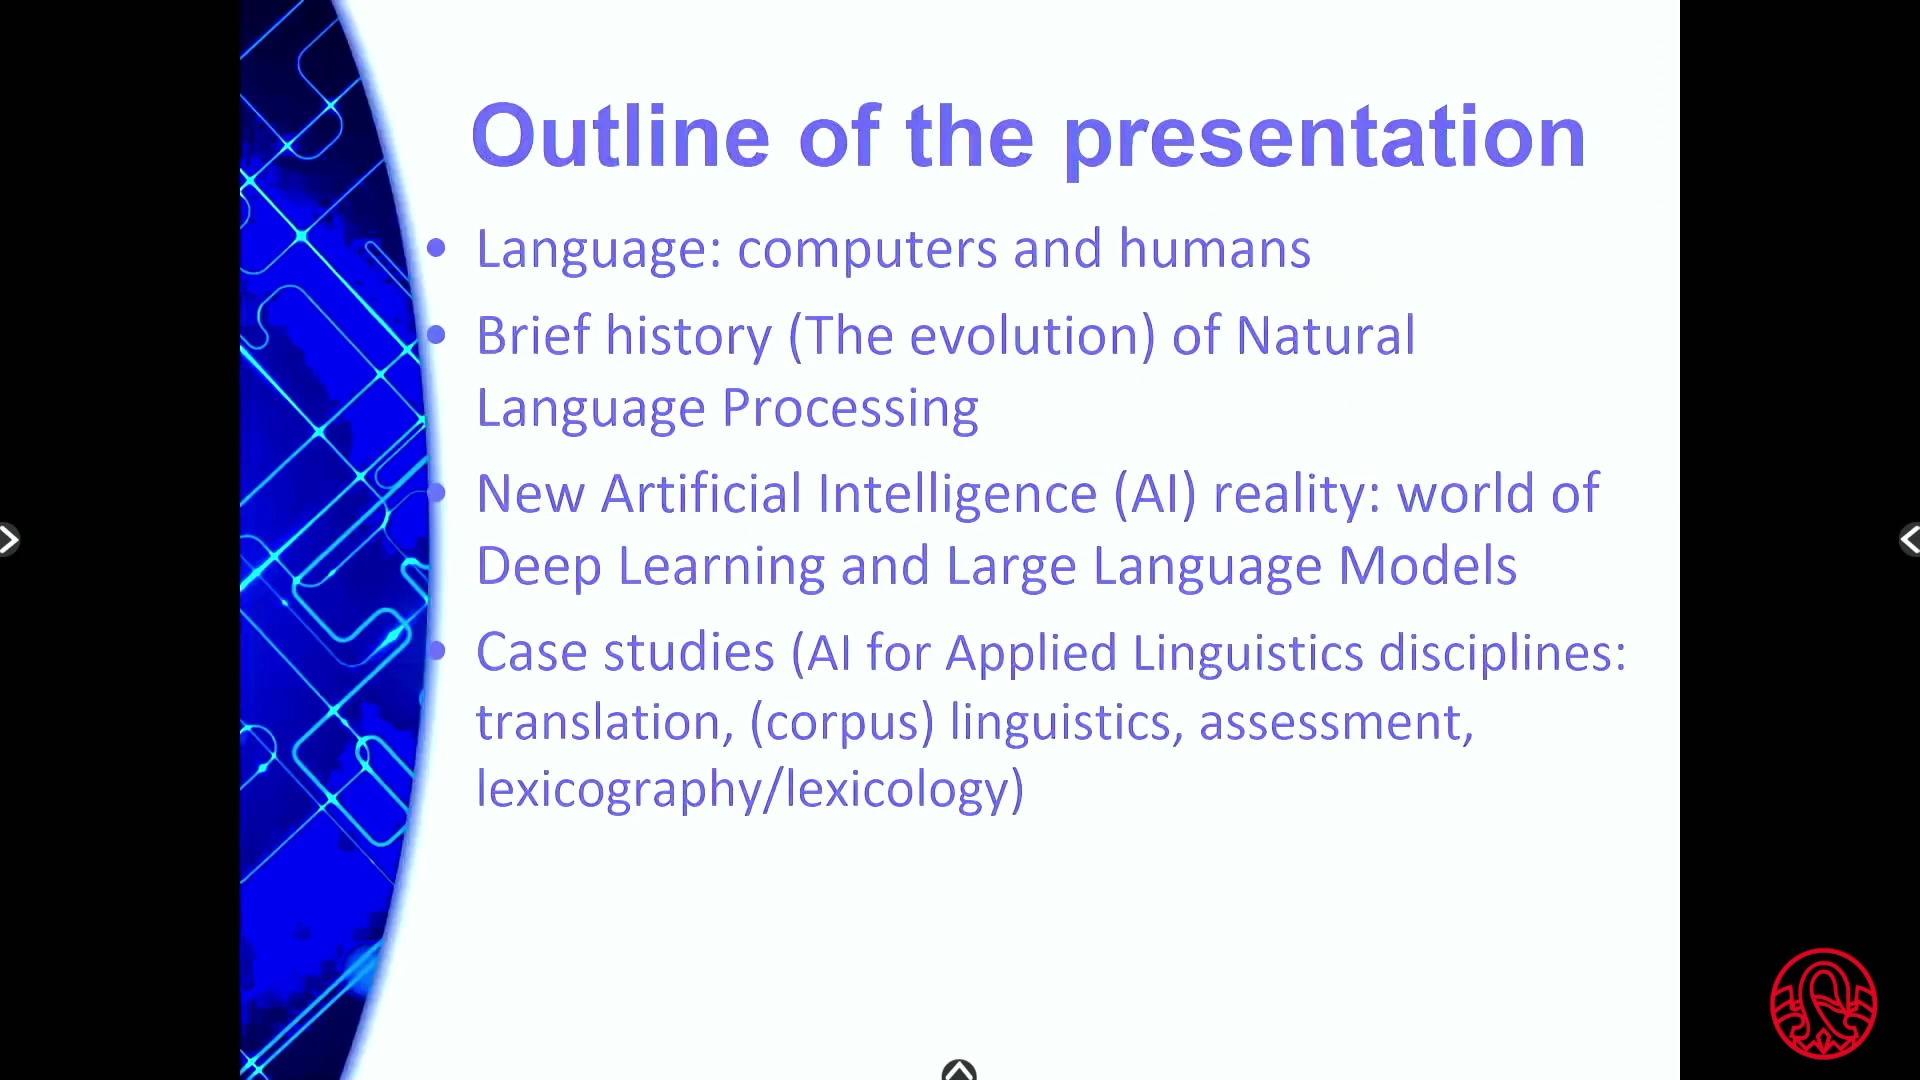 Outline of the presentation
• Language: computers and humans
• Brief history (The evolution) of Natural
Language Processing
• New Artificial Intelligence (AI) reality: world of
Deep Learning and Large Language Models
• Case studies (AI for Applied Linguistics disciplines:
translation, (corpus) linguistics, assessment,
lexicography/lexicology)